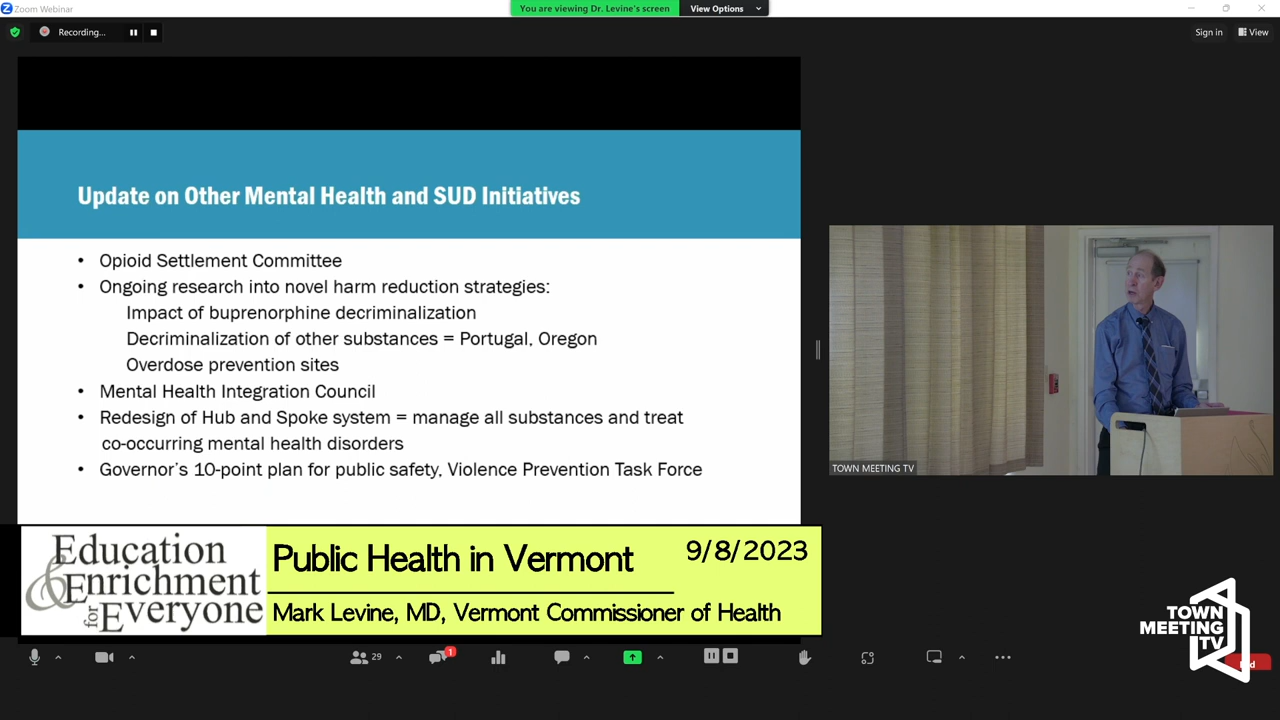 Zoom Webinar
You are viewing Dr. Levine's screen
View Options
Recording...
Sign in
View
Update on Other Mental Health and SUD Initiatives
• Opioid Settlement Committee
• Ongoing research into novel harm reduction strategies:
Impact of buprenorphine decriminalization
Decriminalization of other substances = Portugal, Oregon
Overdose prevention sites
• Mental Health Integration Council
• Redesign of Hub and Spoke system = manage all substances and treat
co-occurring mental health disorders
• Governor's 10-point plan for public safety, Violence Prevention Task Force
TOWN MEETING TV
Education
& Enrichment
for Everyone
Public Health in Vermont
9/8/2023
Mark Levine, MD, Vermont Commissioner of Health
TOWN
MEETING
TV
29
1